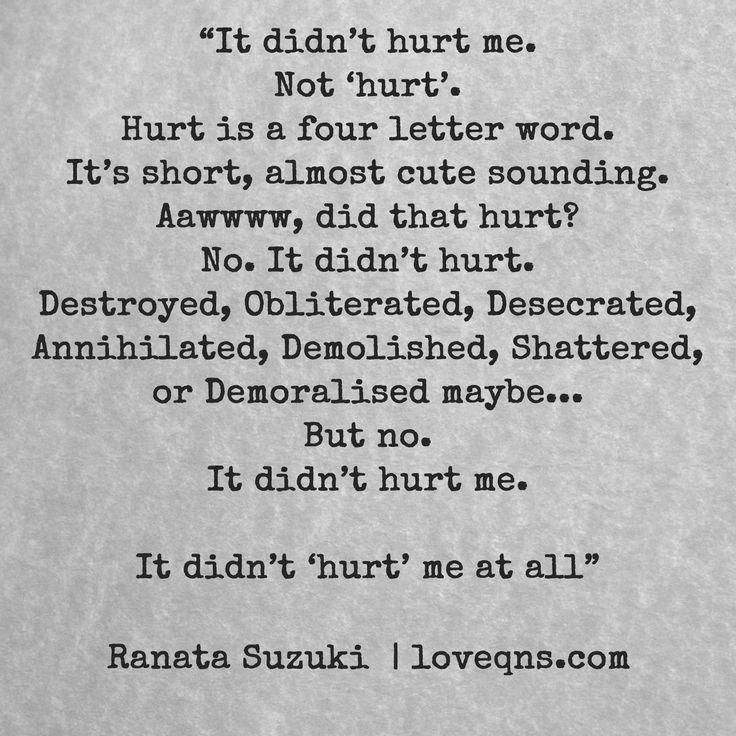 “It didn’t hurt me.
Not ‘hurt’.
Hurt is a four letter word.
It’s short, almost cute sounding.
Aawwww, did that hurt?
No. It didn’t hurt.
Destroyed, Obliterated, Desecrated,
Annihilated, Demolished, Shattered,
or Demoralised maybe...
But no.
It didn’t hurt me.
It didn’t ‘hurt’ me at all”
Ranata Suzuki | loveqns.com